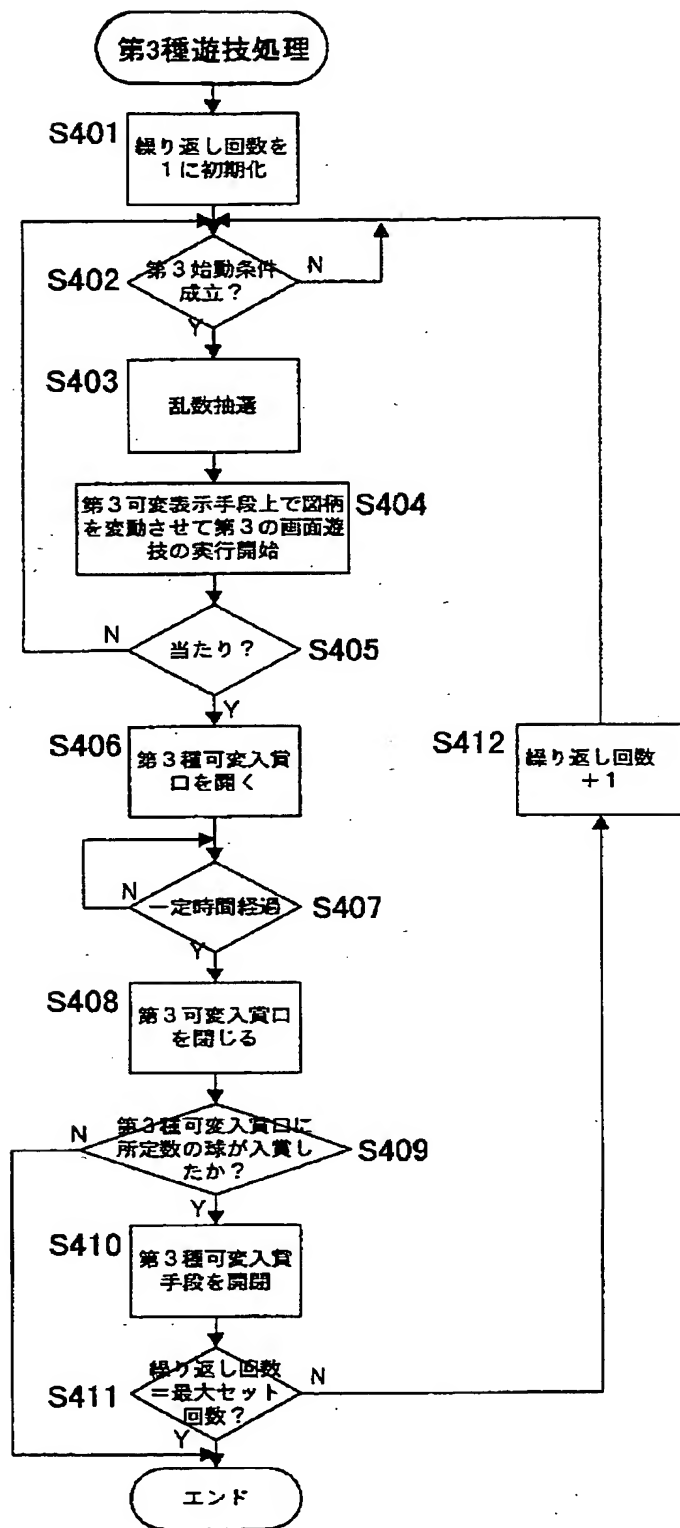 第3種遊技処理
S401
繰り返し回数を
1に初期化
S402
第3始動条件
成立?
N
Y
S403
乱数抽選
第3可変表示手段上で図柄
を変動させて第3の画面遊
技の実行開始
S404
N
当たり?
S405
Y
S406
第3種可変入賞
口を開く
S412
繰り返し回数
+1
N
一定時間経過
S407
Y
S408
第3可変入賞口
を閉じる
N
第3種可変入賞口に
所定数の球が入賞し
たか?
S409
Y
S410
第3種可変入賞
手段を開閉
S411
繰り返し回数
=最大セット
回数?
N
Y
エンド